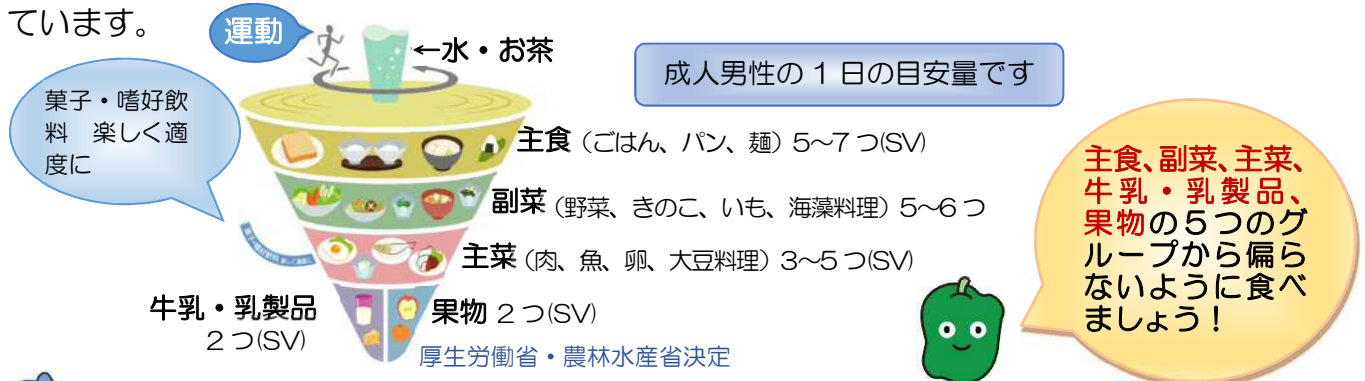 ています。
運動
←水・お茶
成人男性の1日の目安量です
菓子・嗜好飲
料 楽しく適
度に
主食(ごはん、パン、麺)5~7つ(SV)
副菜(野菜、きのこ、いも、海藻料理)5~6つ
主菜(肉、魚、卵、大豆料理)3~5つ(SV)
牛乳・乳製品
2つ(SV)
果物 2つ(SV)
厚生労働省・農林水産省決定
主食、副菜、主菜、
牛乳・乳製品、
果物の5つのグ
ループから偏ら
ないように食べ
ましょう!